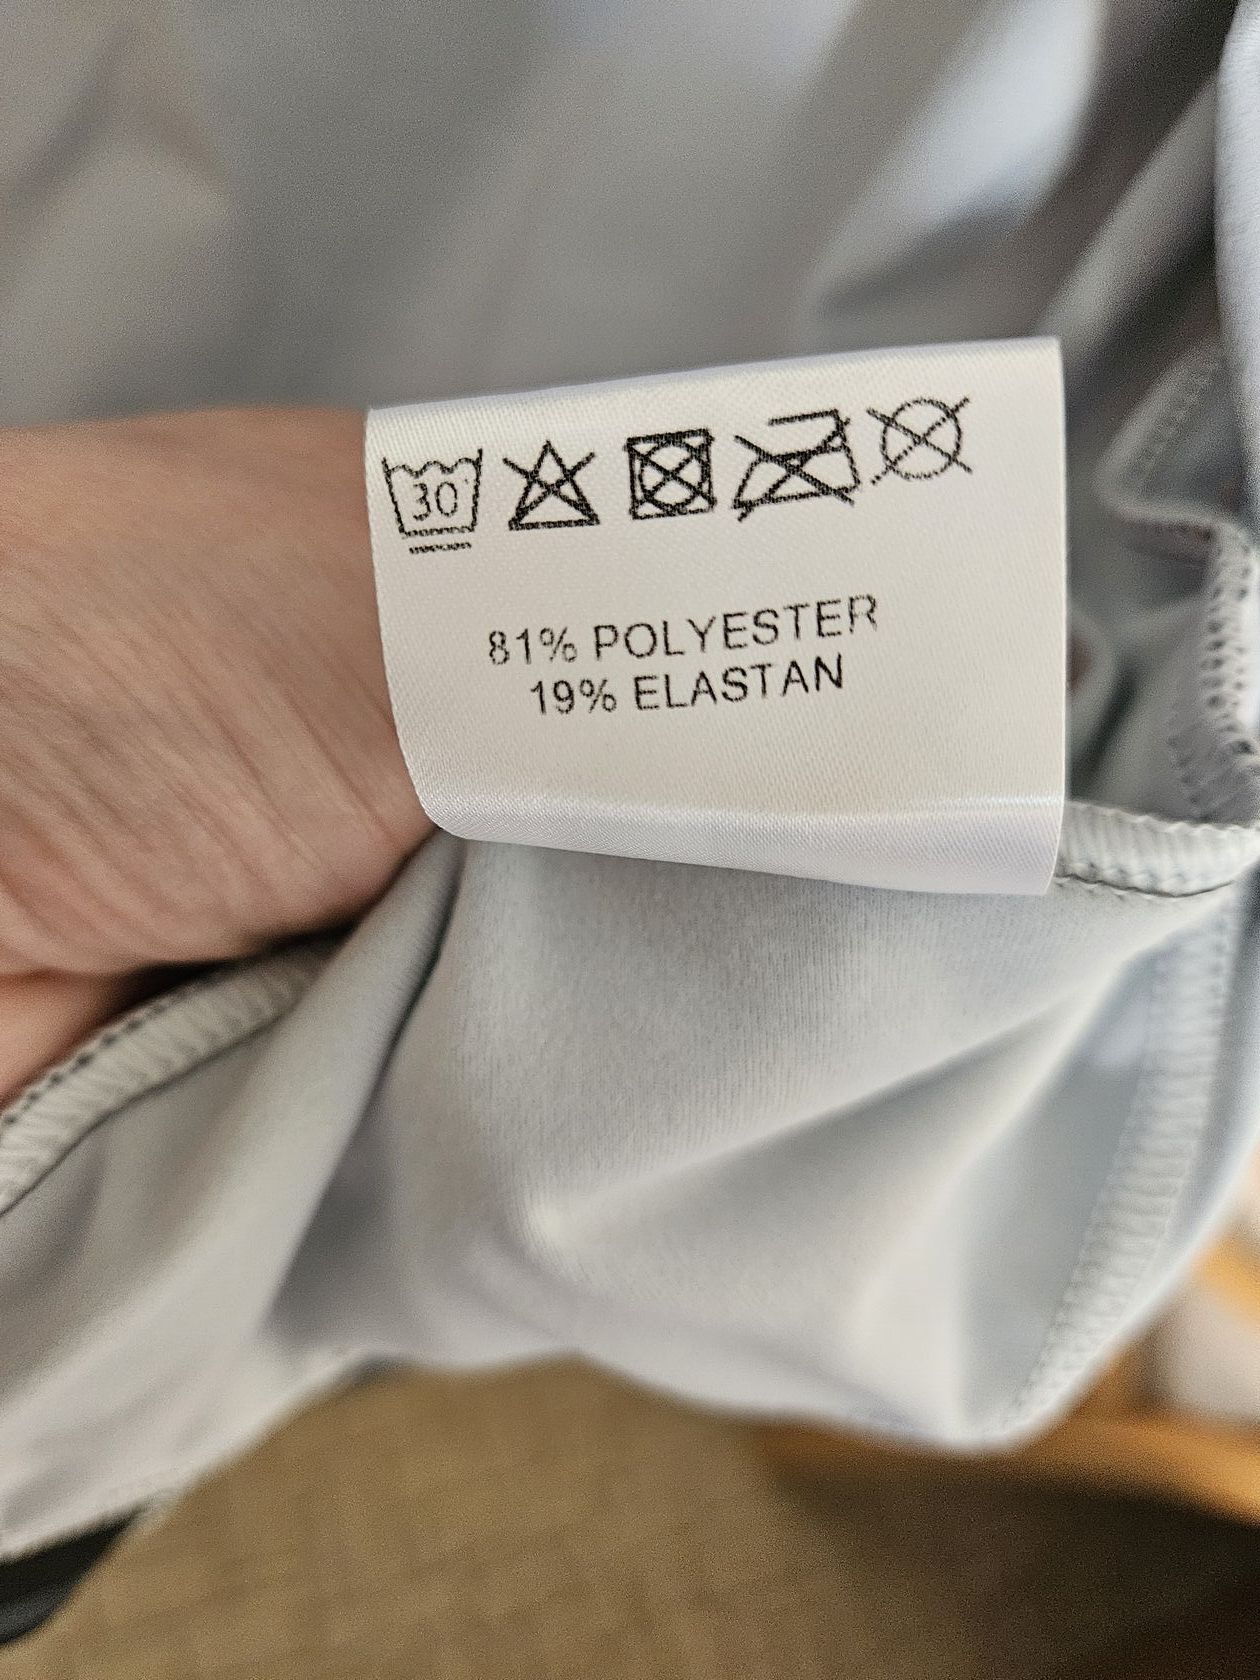 30°
81% POLYESTER
19% ELASTAN